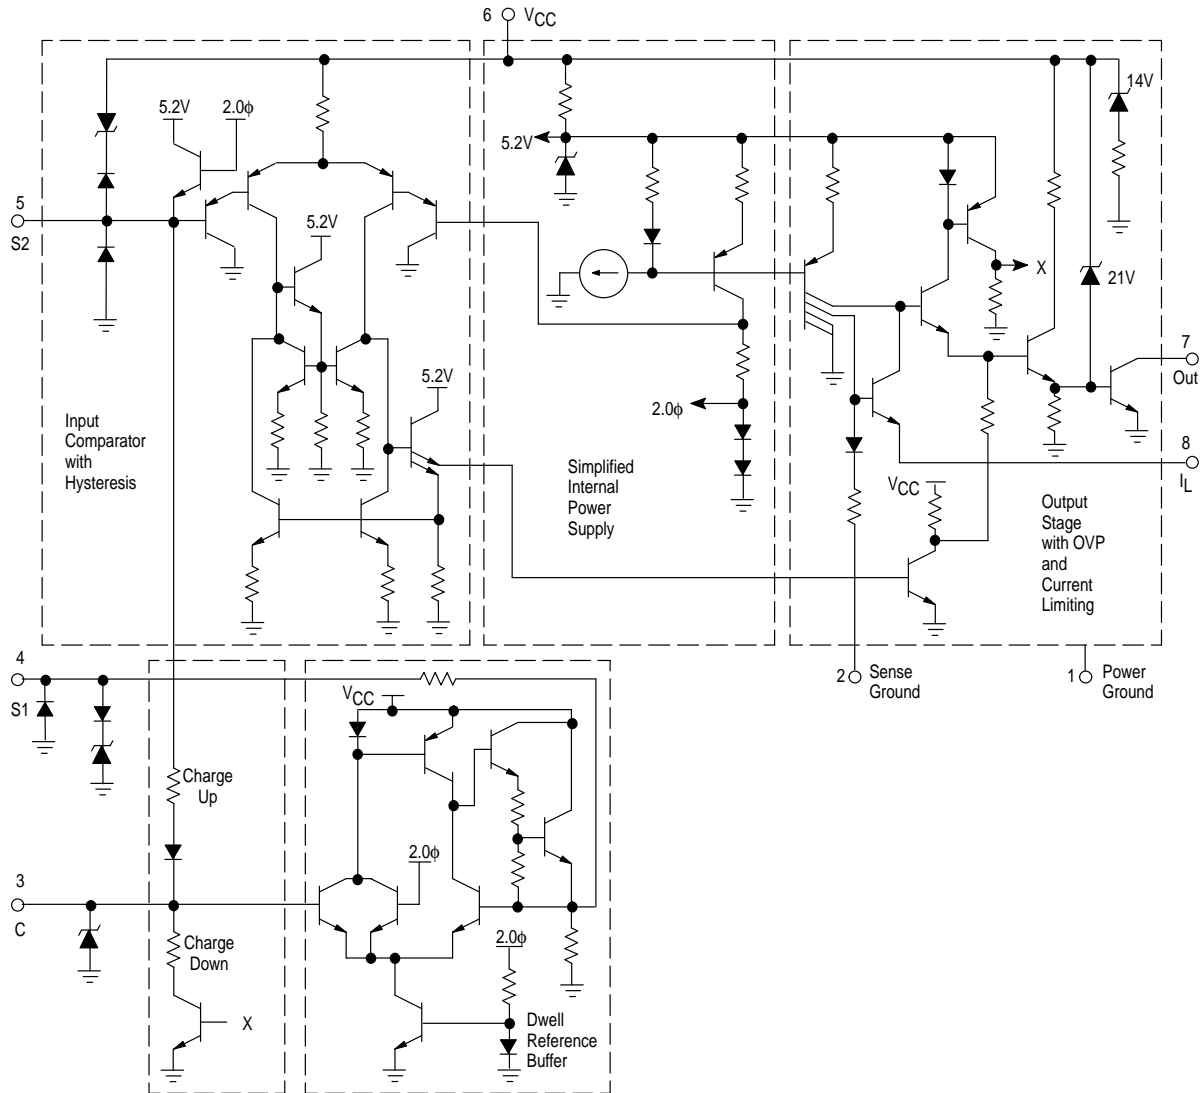 6 VCC
5.2V 2.0ϕ
14V
5.2V
5
S2
5.2V
X
21V
7
Out
5.2V
2.0ϕ
Input
Comparator
with
Hysteresis
Simplified
Internal
Power
Supply
8
IL
VCC
Output
Stage
with OVP
and
Current
Limiting
4
S1
2 Sense
Ground
1 Power
Ground
VCC
Charge
Up
2.0ϕ
3
C
Charge
Down
2.0ϕ
X
Dwell
Reference
Buffer